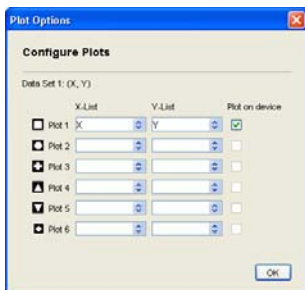 Plot Options
Configure Plots
Data Set 1: (X, Y)
X-List Y-List Plot on device
Plot 1 X Y
Plot 2
Plot 3
Plot 4
Plot 5
Plot 6
OK